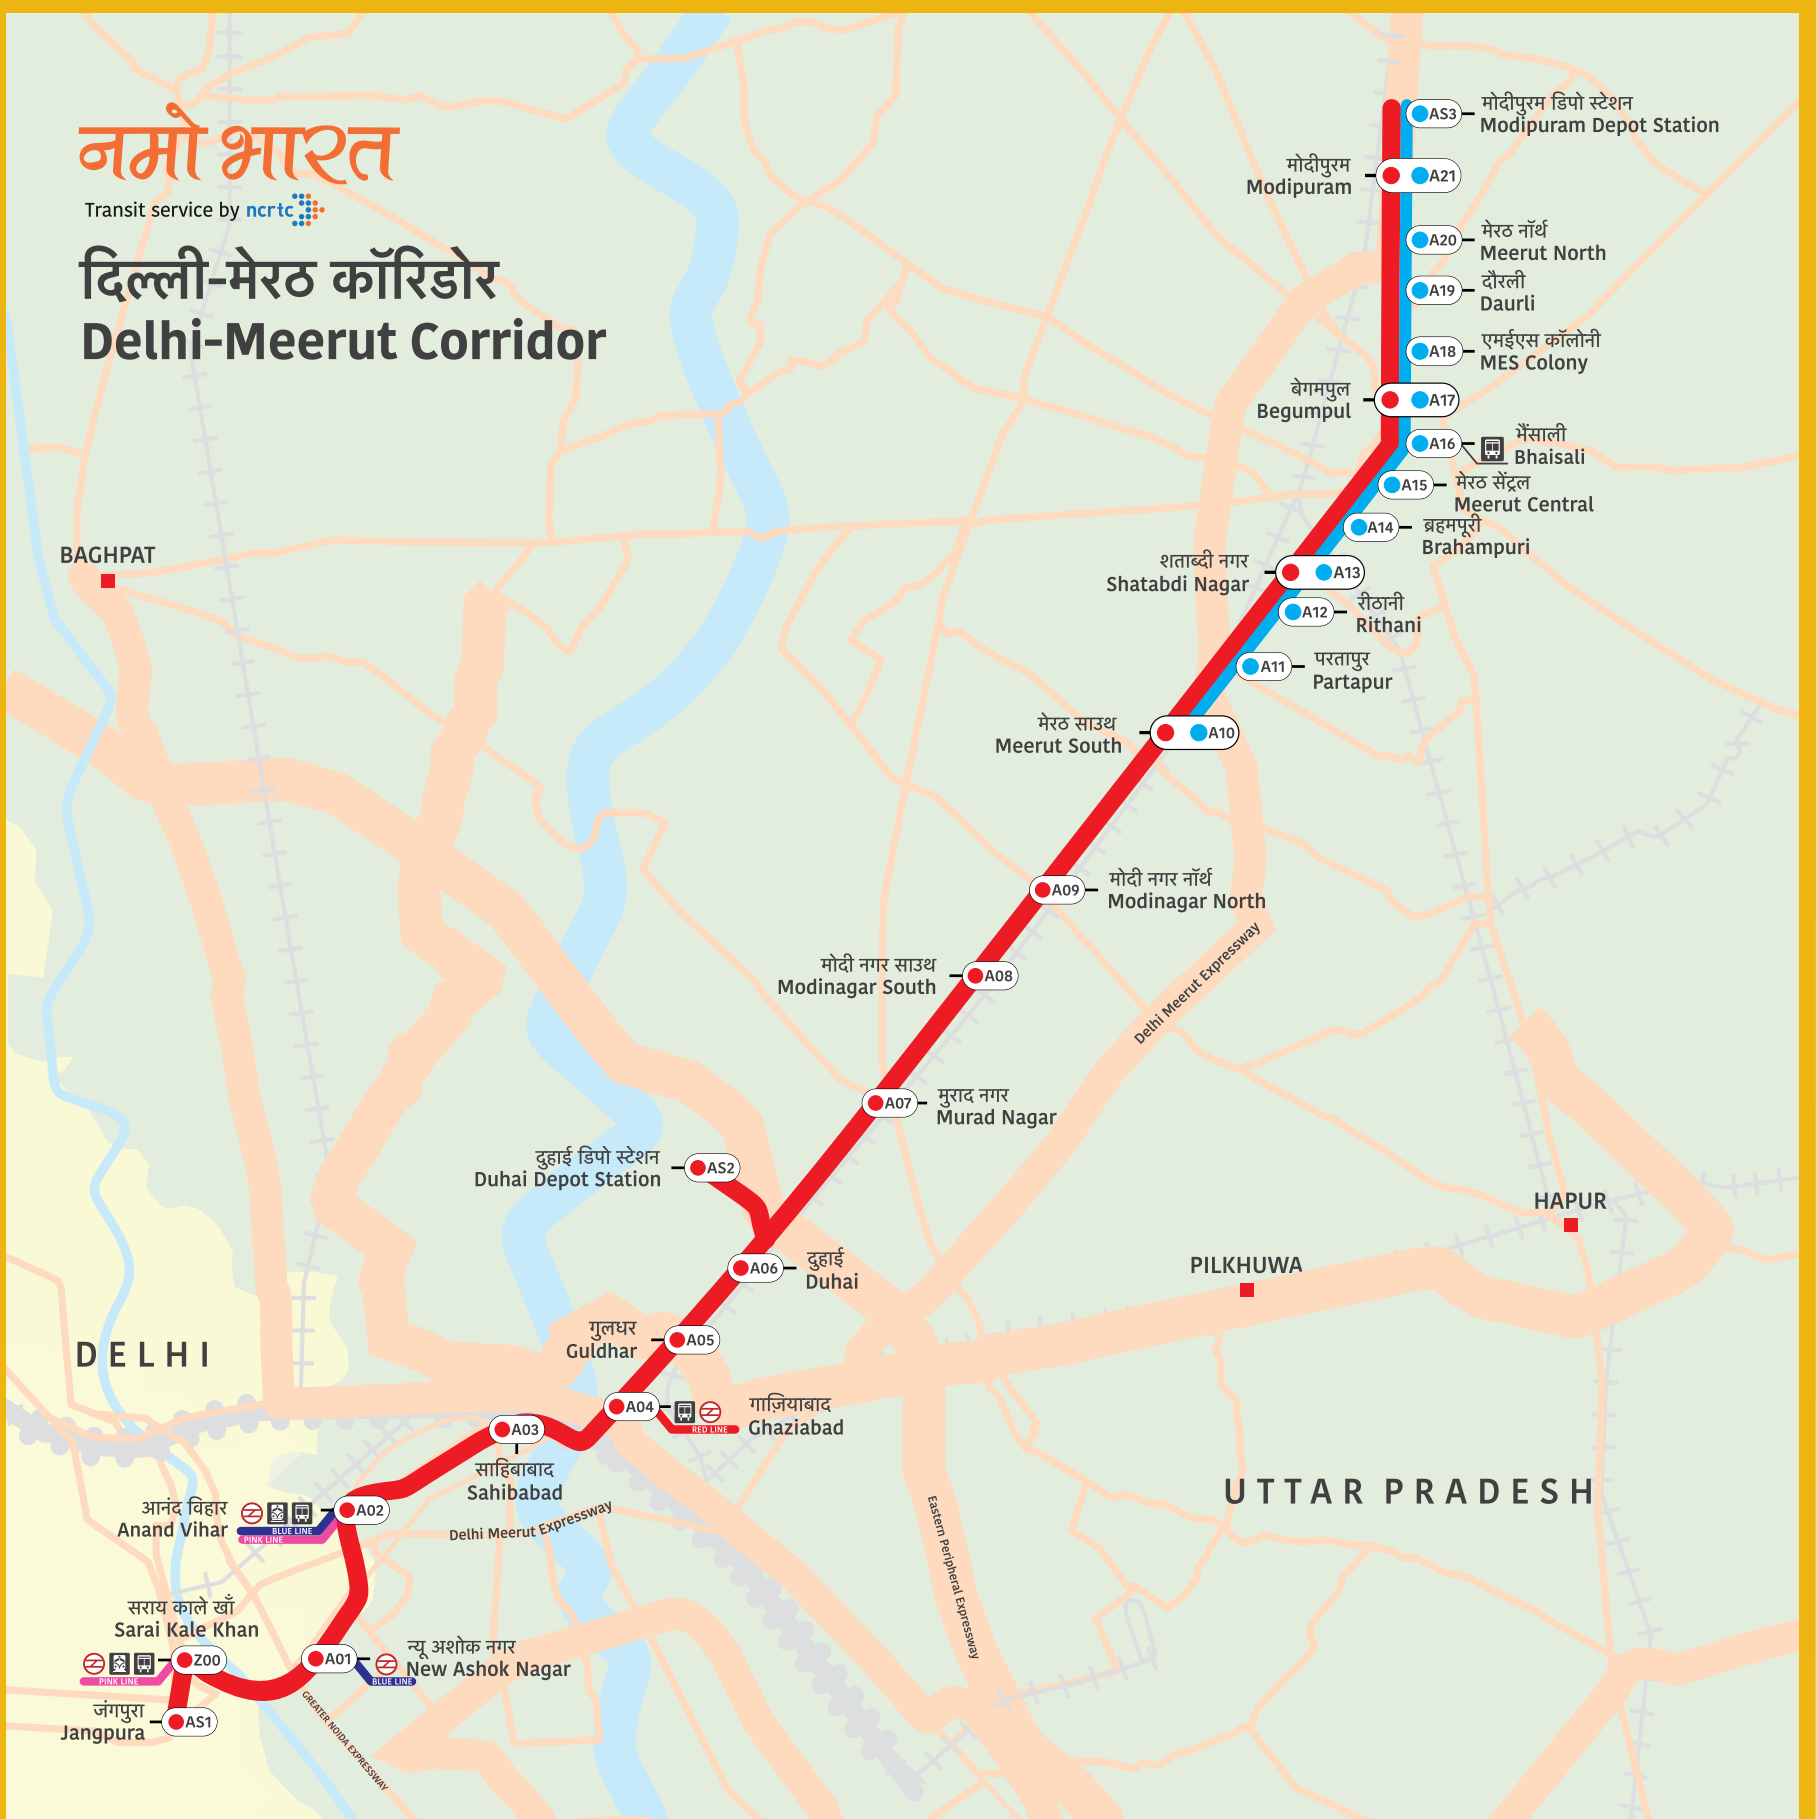 नमो भारत
Transit service by ncrtc
दिल्ली-मेरठ कॉरिडोर
Delhi-Meerut Corridor
AS3
मोदीपुरम डिपो स्टेशन
Modipuram Depot Station
मोदीपुरम
Modipuram
A21
A20
मेरठ नॉर्थ
Meerut North
A19
दौरली
Daurli
A18
एमईएस कॉलोनी
MES Colony
बेगमपुल
Begumpul
A17
A16
भैंसाली
Bhaisali
A15
मेरठ सेंट्रल
Meerut Central
A14
ब्रहमपूरी
Brahampuri
BAGHPAT
शताब्दी नगर
Shatabdi Nagar
A13
A12
रीठानी
Rithani
A11
परतापुर
Partapur
मेरठ साउथ
Meerut South
A10
A09
मोदी नगर नॉर्थ
Modinagar North
Delhi Meerut Expressway
मोदी नगर साउथ
Modinagar South
A08
A07
मुराद नगर
Murad Nagar
दुहाई डिपो स्टेशन
Duhai Depot Station
AS2
HAPUR
A06
दुहाई
Duhai
PILKHUWA
गुलधर
Guldhar
A05
DELHI
A04
RED LINE
गाज़ियाबाद
Ghaziabad
A03
साहिबाबाद
Sahibabad
UTTAR PRADESH
आनंद विहार
Anand Vihar
BLUE LINE
PINK LINE
A02
Delhi Meerut Expressway
Eastern Peripheral Expressway
सराय काले खाँ
Sarai Kale Khan
PINK LINE
Z00
A01
BLUE LINE
न्यू अशोक नगर
New Ashok Nagar
जंगपुरा
Jangpura
AS1
GREATER NOIDA EXPRESSWAY